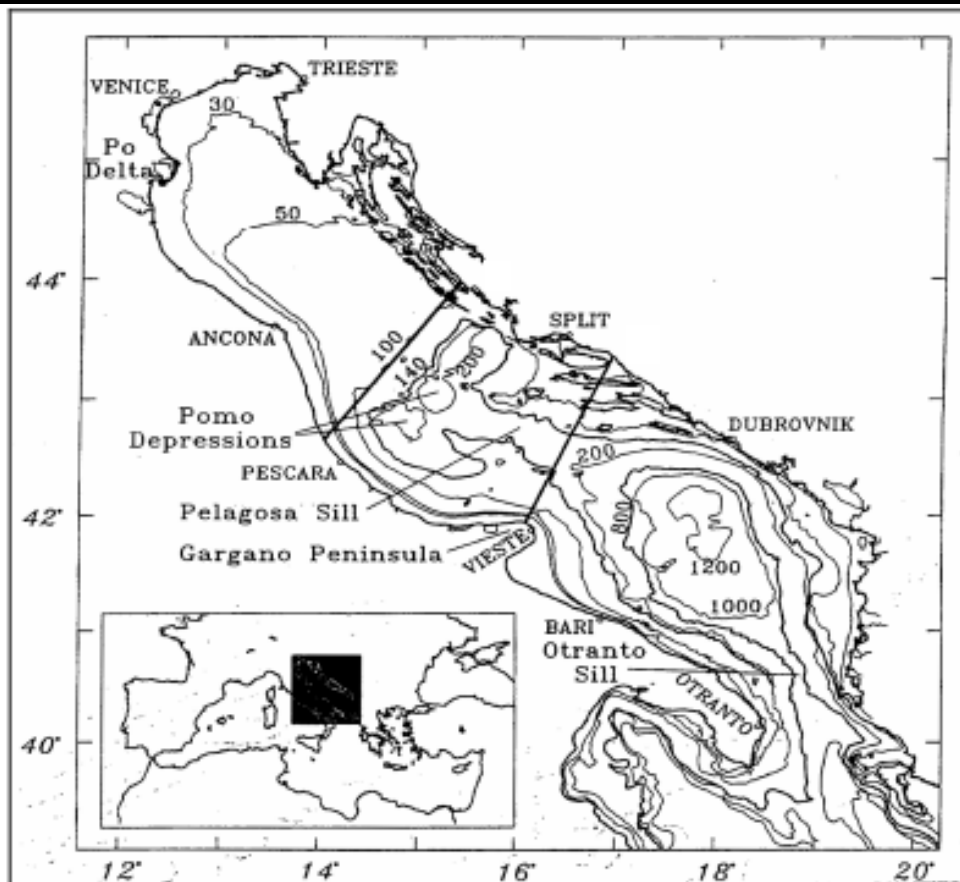 TRIESTE
VENICE
30
Po
Delta
50
44°
ANCONA
SPLIT
100
140
200
Pomo
Depressions
DUBROVNIK
PESCARA
200
Pelagosa Sill
800
42°
Gargano Peninsula
VIESTE
1200
1000
BARI
Otranto
Sill
OTRANTO
40°
12° 14° 16° 18° 20°